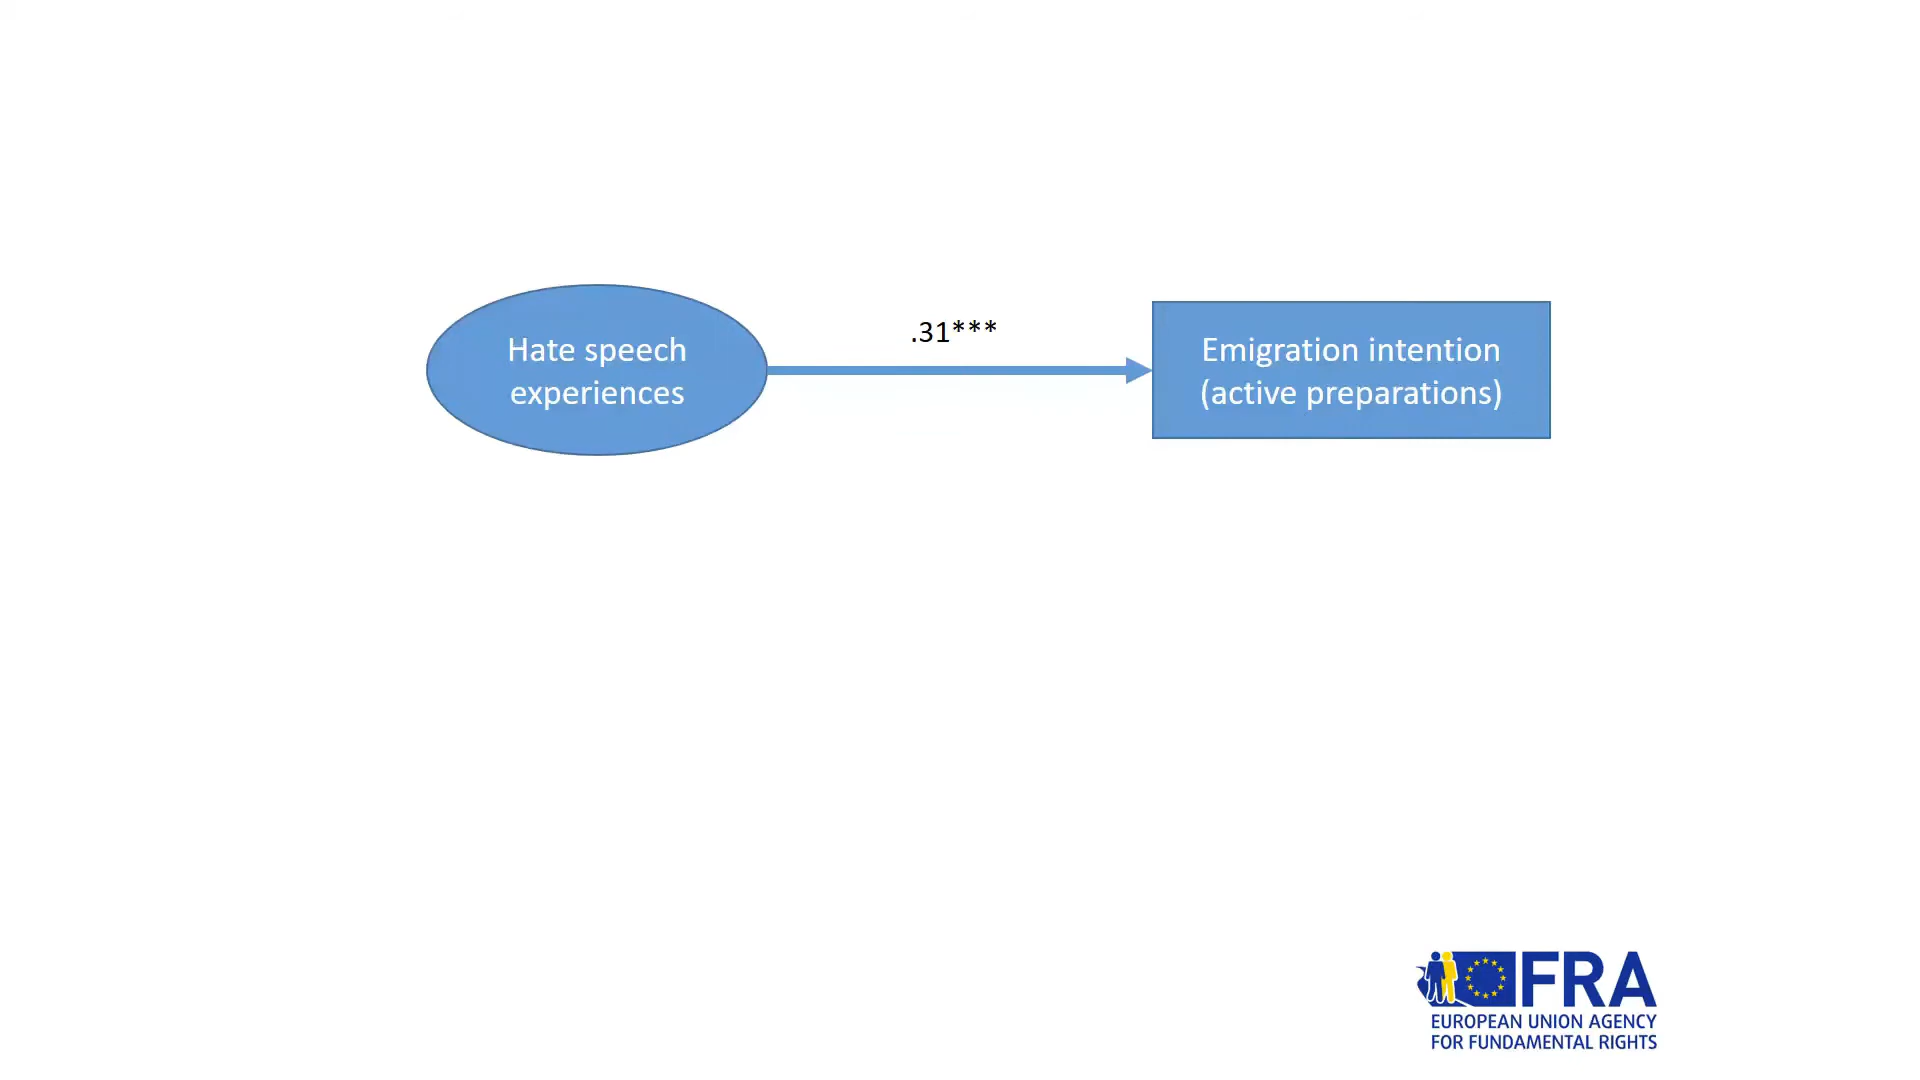 Hate speech
experiences
.31***
Emigration intention
(active preparations)
FRA
EUROPEAN UNION AGENCY
FOR FUNDAMENTAL RIGHTS